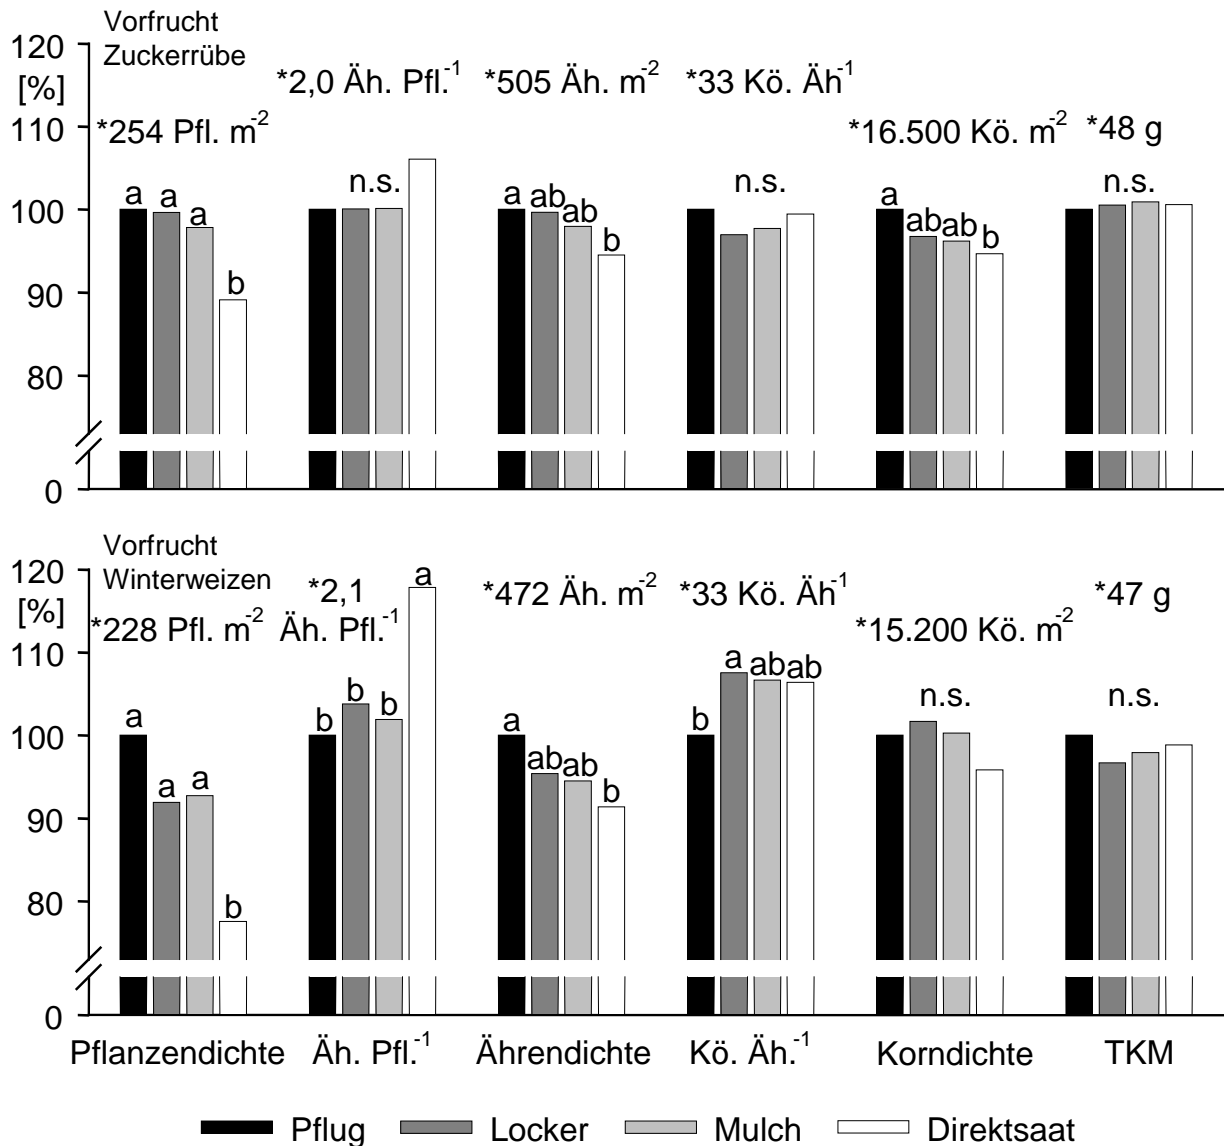 Vorfrucht
Zuckerrübe
120
[%]
110
100
90
80
0
*254 Pfl. m-2
*2,0 Äh. Pfl.-1
*505 Äh. m-2
*33 Kö. Äh-1
*16.500 Kö. m-2
*48 g
a a a b
n.s.
a ab ab b
n.s.
a ab ab b
n.s.
Vorfrucht
Winterweizen
120
[%]
110
100
90
80
0
*228 Pfl. m-2
*2,1
Äh. Pfl.-1
*472 Äh. m-2
*33 Kö. Äh-1
*15.200 Kö. m-2
*47 g
a a a b
b b b a
a ab ab b
b a ab ab
n.s.
n.s.
Pflanzendichte Äh. Pfl.-1 Ährendichte Kö. Äh.-1 Korndichte TKM
Pflug Locker Mulch Direktsaat